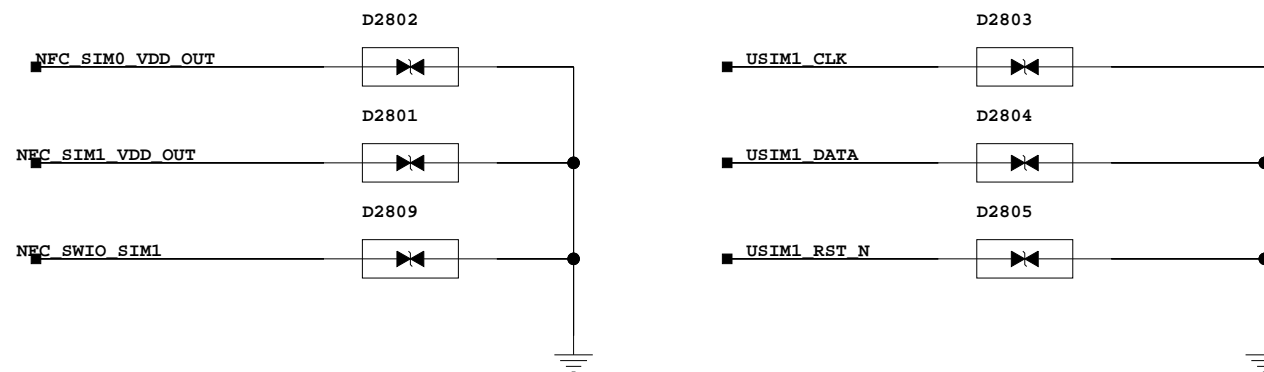 D2802
D2803
NFC_SIM0_VDD_OUT
USIM1_CLK
D2801
D2804
NFC_SIM1_VDD_OUT
USIM1_DATA
D2809
D2805
NFC_SWIO_SIM1
USIM1_RST_N